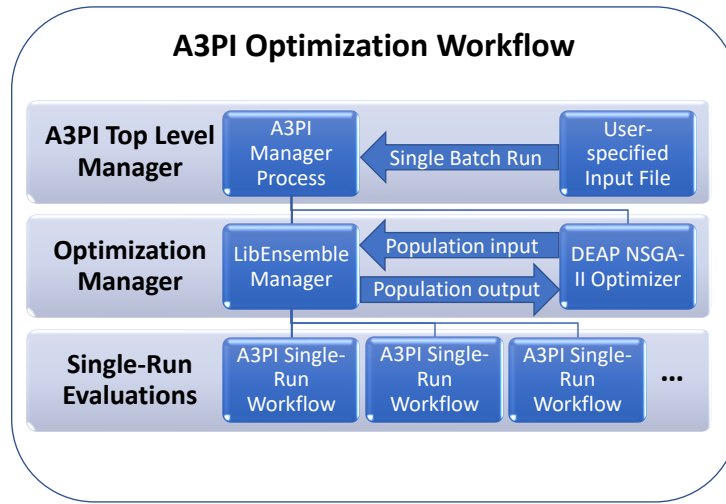 A3PI Optimization Workflow
A3PI Top Level
Manager
A3PI
Manager
Process
Single Batch Run
User-
specified
Input File
Optimization
Manager
LibEnsemble
Manager
Population input
Population output
DEAP NSGA-
II Optimizer
Single-Run
Evaluations
A3PI Single-
Run
Workflow
A3PI Single-
Run
Workflow
A3PI Single-
Run
Workflow
...